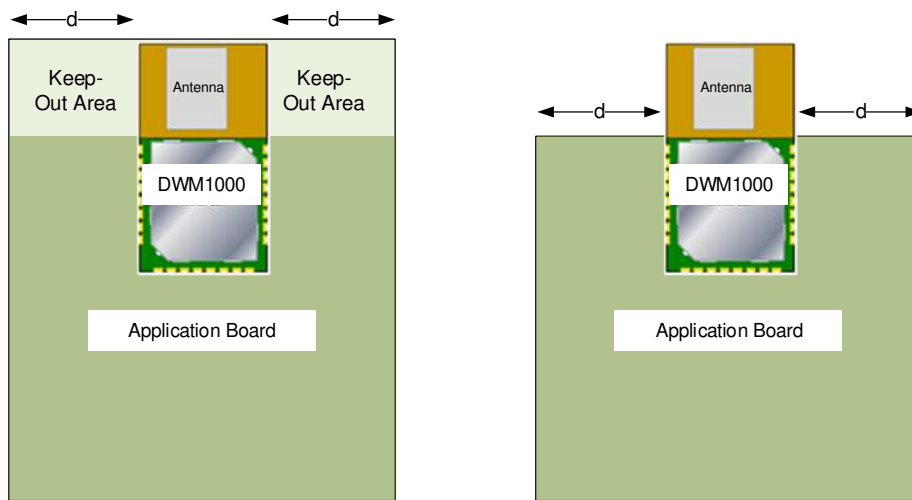 d
d
Keep-
Out Area
Antenna
Keep-
Out Area
DWM1000
Application Board
Antenna
d
d
DWM1000
Application Board